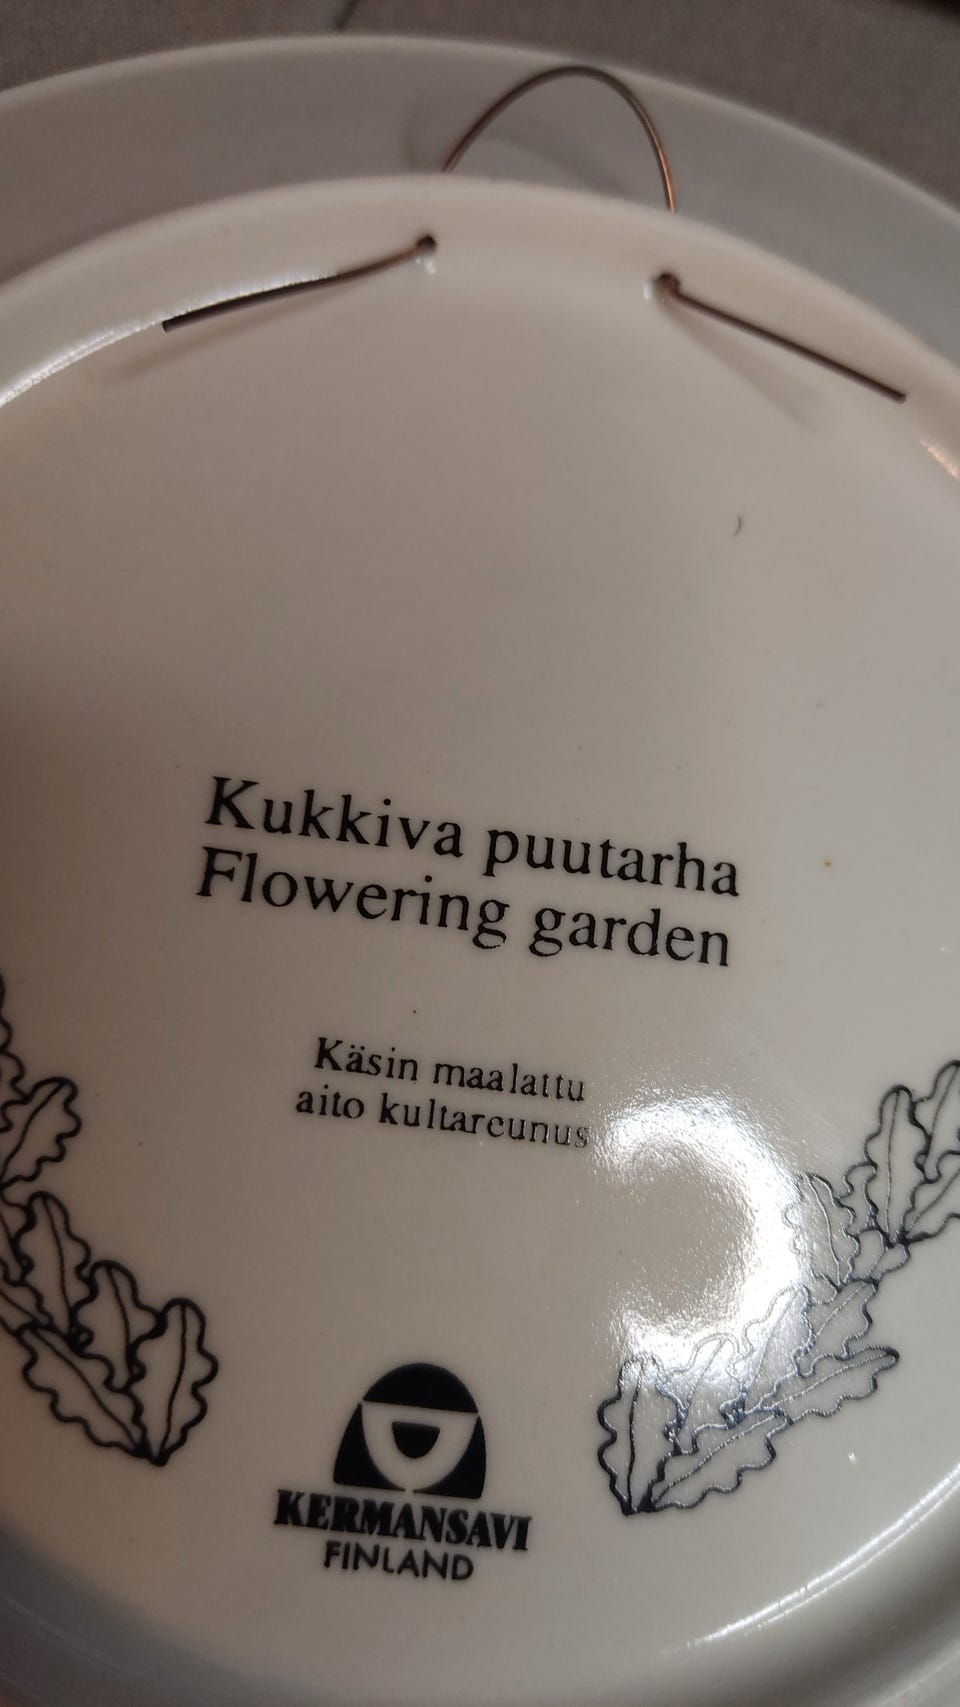 Kukkiva puutarha
Flowering garden
Käsin maalattu
aito kultareunus
KERMANSAVI
FINLAND